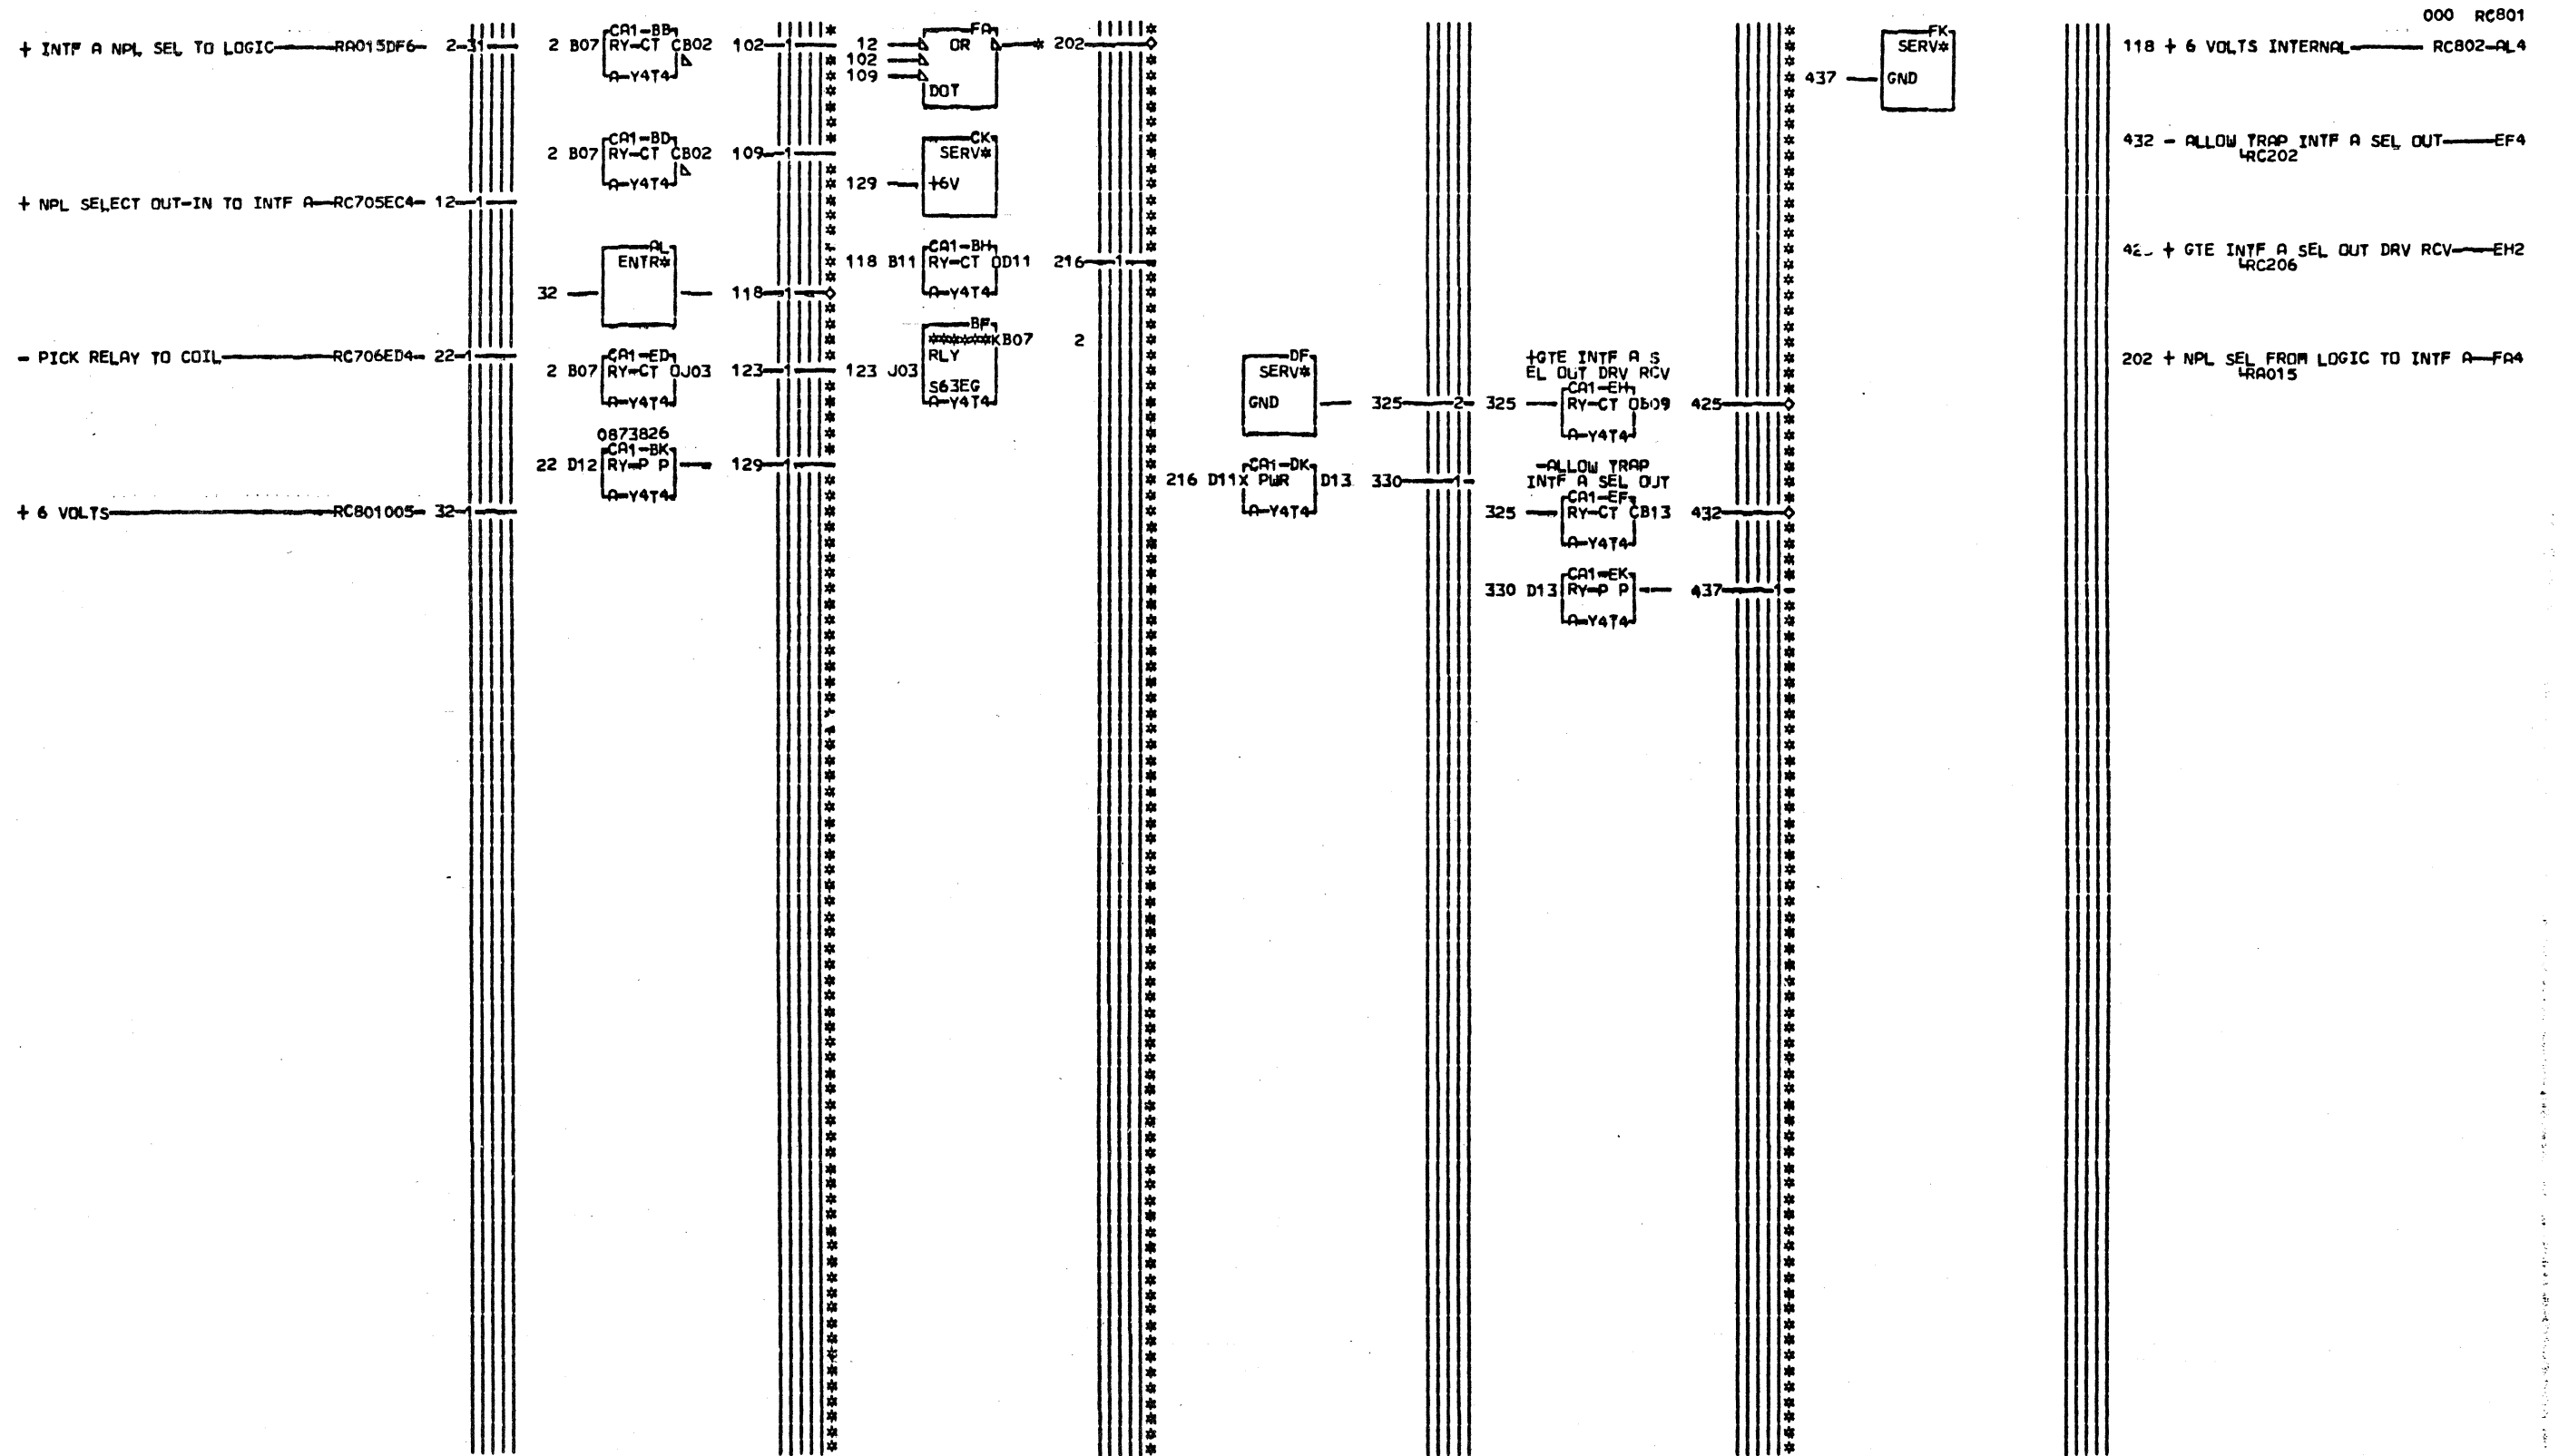 000 RC801
+ INTF A NPL SEL TO LOGIC RA015DF6- 2-31
+ NPL SELECT OUT-IN TO INTF A RC705EC4- 12-1
- PICK RELAY TO COIL RC706ED4- 22-1
+ 6 VOLTS RC801005- 32-1
CA1-BB
2 B07 RY-CT CB02 102-1
A-Y4T4
CA1-BD
2 B07 RY-CT CB02 109-1
A-Y4T4
AL
ENTR*
32 118-1
CA1-ED
2 B07 RY-CT OJ03 123-1
A-Y4T4
0873826
CA1-BK
22 D12 RY-P P 129-1
A-Y4T4
FA
12 OR * 202
102
109
DOT
CK
SERV*
129 +6V
CA1-BH
118 B11 RY-CT OD11 216-1
A-Y4T4
BF
*******KB07 2
RLY
123 J03
S63EG
A-Y4T4
DF
SERV*
GND 325-2
CA1-DK
216 D11X PWR D13 330-1
A-Y4T4
+GTE INTF A S
EL OUT DRV RCV
CA1-EH
325 RY-CT 425
A-Y4T4
-ALLOW TRAP
INTF A SEL OUT
CA1-EF
325 RY-CT CB13 432
A-Y4T4
CA1-EK
330 D13 RY-P P 437-1
A-Y4T4
FK
SERV*
437 GND
118 + 6 VOLTS INTERNAL RC802-AL4
432 - ALLOW TRAP INTF A SEL OUT EF4
RC202
+ GTE INTF A SEL OUT DRV RCV EH2
RC206
202 + NPL SEL FROM LOGIC TO INTF A FA4
RA015